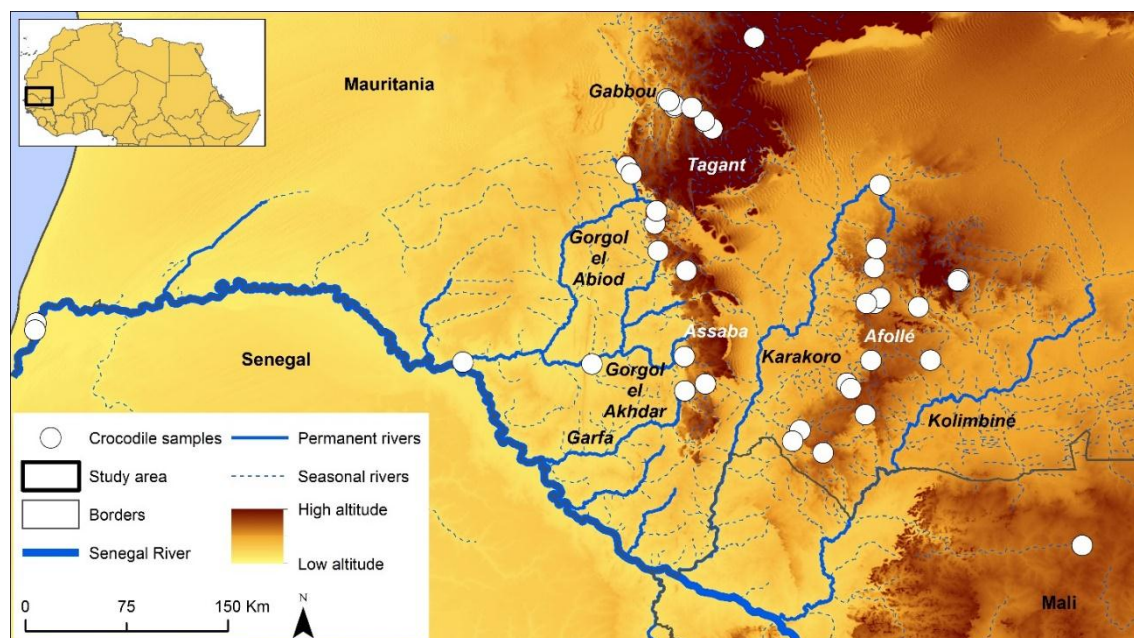 Mauritania
Gabbou
Tagant
Gorgol
el
Abiod
Assaba
Karakoro
Afollé
Senegal
Gorgol
el
Akhdar
Kolimbiné
Garfa
Mali
Crocodile samples
Permanent rivers
Study area
Seasonal rivers
Borders
High altitude
Senegal River
Low altitude
0 75 150 Km
N